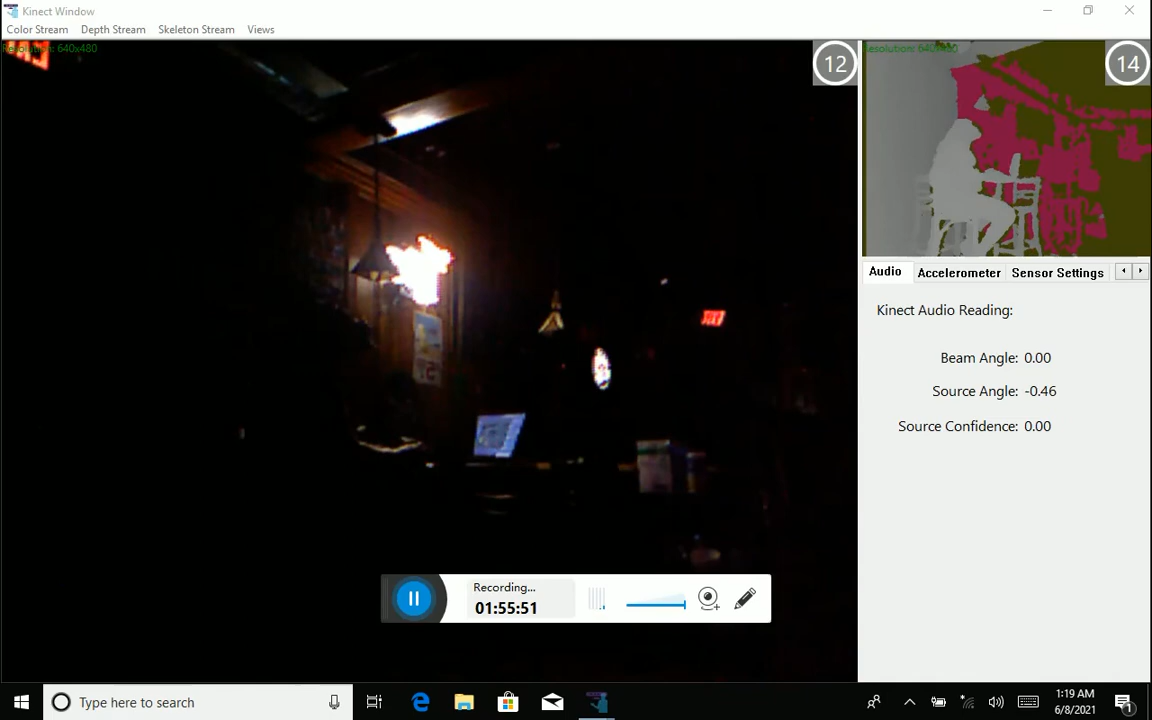 Kinect Window
Color Stream Depth Stream Skeleton Stream Views
Resolution: 640x480
12
14
Audio Accelerometer Sensor Settings
Kinect Audio Reading:
Beam Angle: 0.00
Source Angle: -0.46
Source Confidence: 0.00
Recording...
01:55:51
Type here to search
1:19 AM
6/8/2021
1